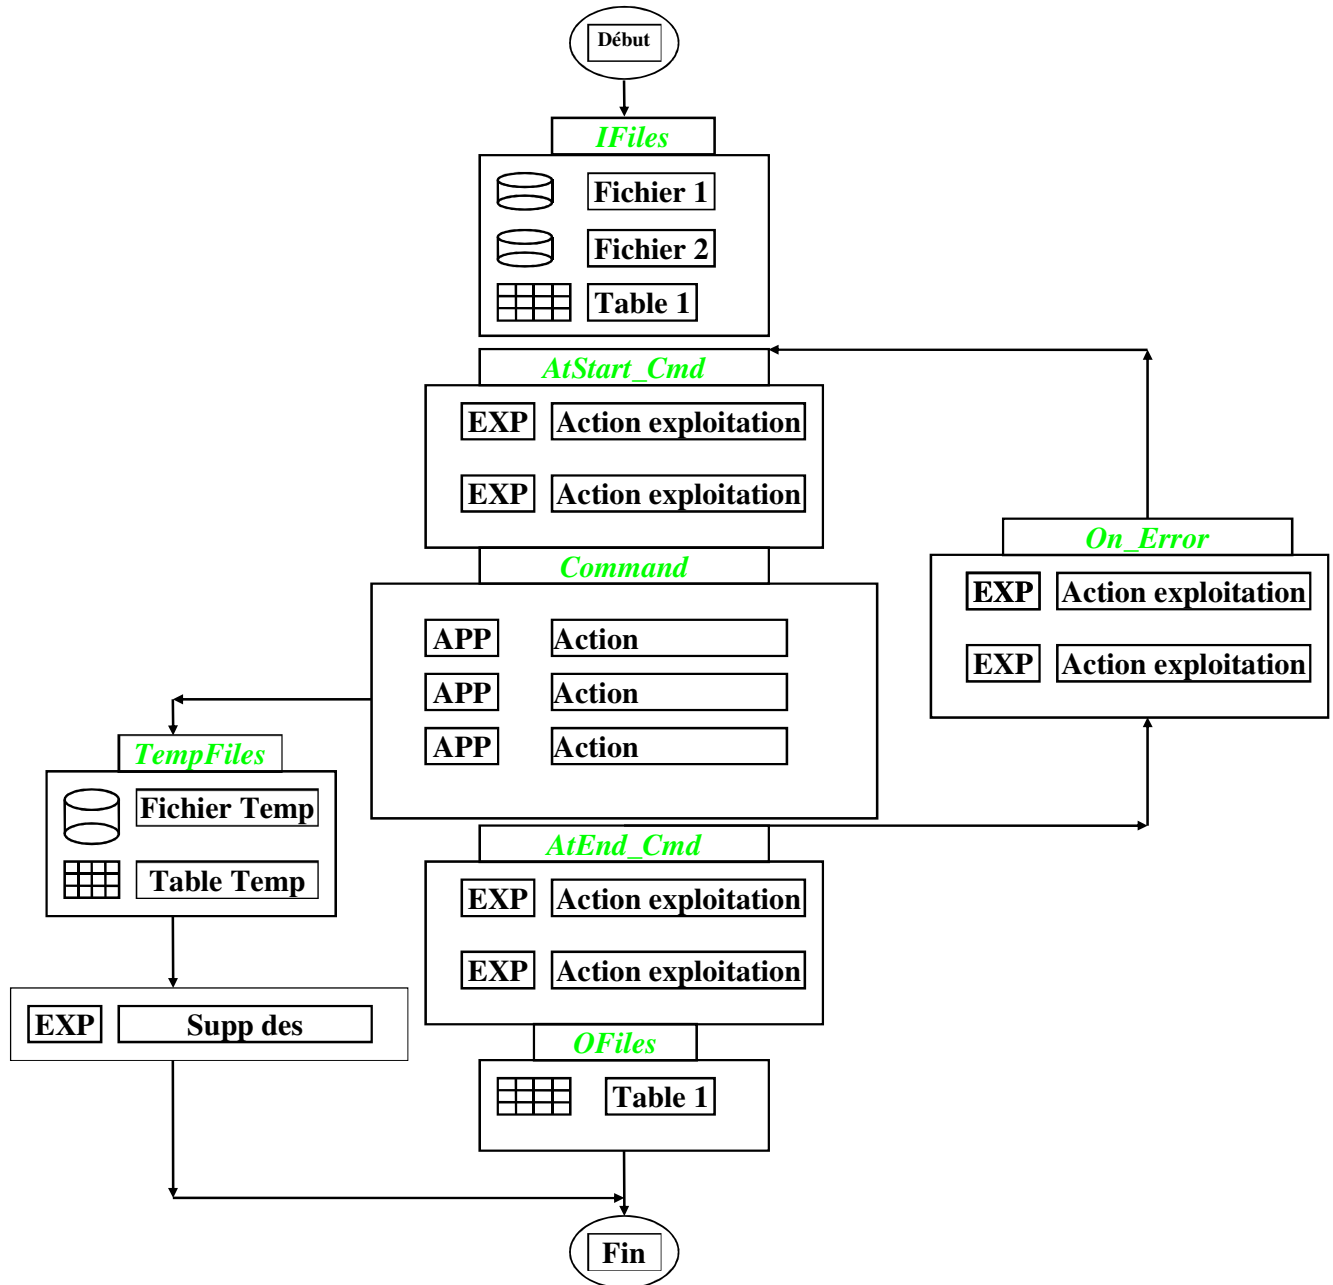 Début
IFiles
Fichier 1
Fichier 2
Table 1
AtStart_Cmd
EXP Action exploitation
EXP Action exploitation
On_Error
EXP Action exploitation
EXP Action exploitation
Command
APP Action
APP Action
APP Action
TempFiles
Fichier Temp
Table Temp
EXP Supp des
AtEnd_Cmd
EXP Action exploitation
EXP Action exploitation
OFiles
Table 1
Fin